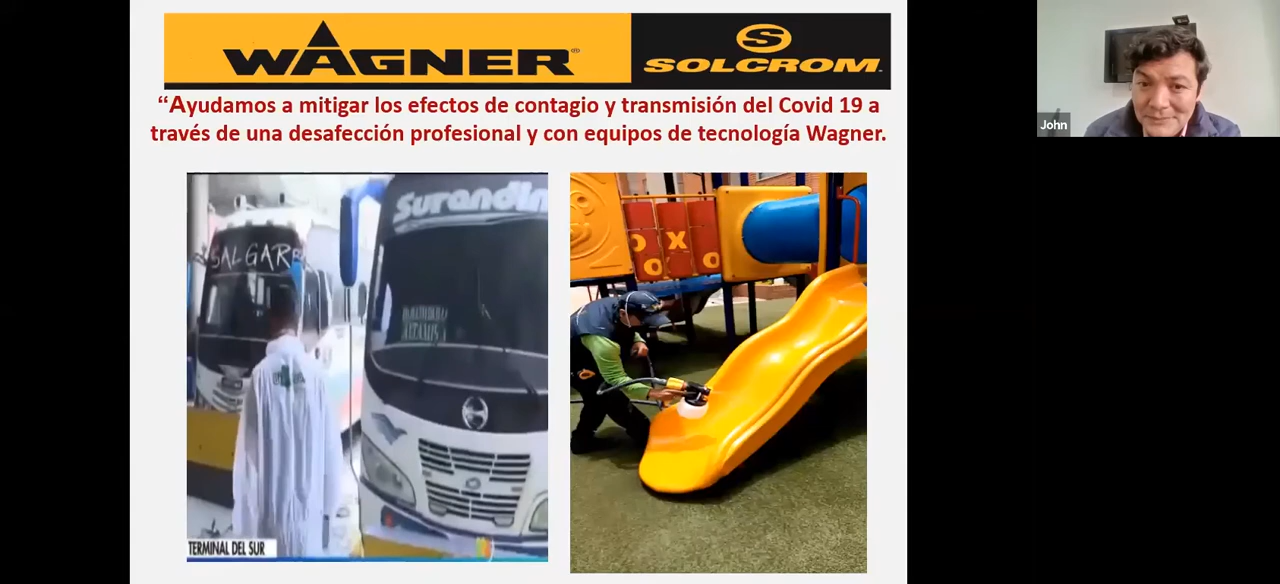 WAGNER®
SOLCROM.
“Ayudamos a mitigar los efectos de contagio y transmisión del Covid 19 a
través de una desafección profesional y con equipos de tecnología Wagner.
John
SALGAR
Surandin
TERMINAL DEL SUR
O X
O O